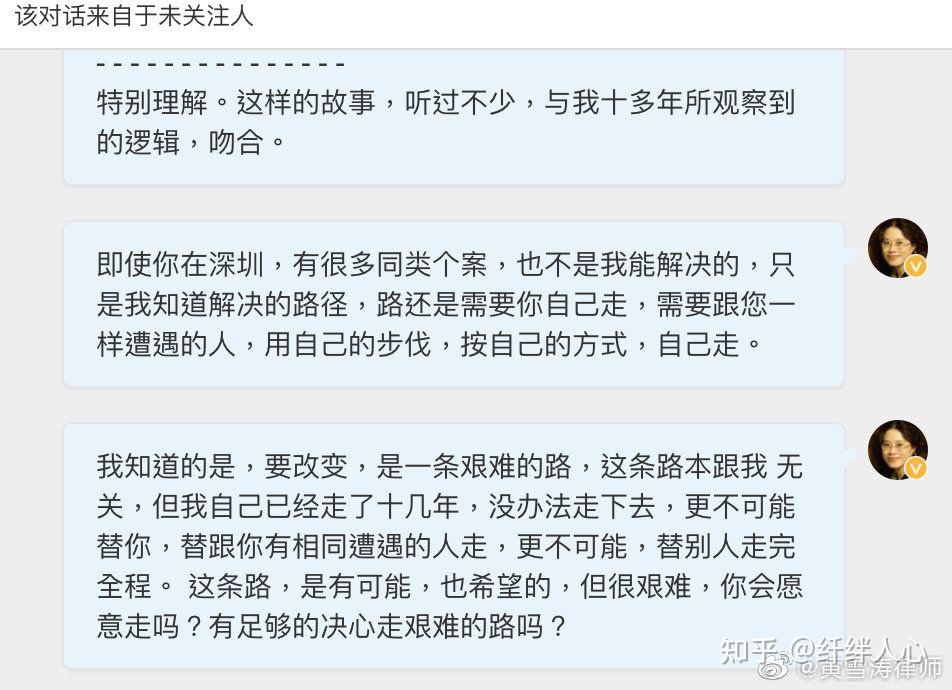 该对话来自于未关注人
- - - - - - - - - - - - - - -
特别理解。这样的故事，听过不少，与我十多年所观察到
的逻辑，吻合。
即使你在深圳，有很多同类个案，也不是我能解决的，只
是我知道解决的路径，路还是需要你自己走，需要跟您一
样遭遇的人，用自己的步伐，按自己的方式，自己走。
我知道的是，要改变，是一条艰难的路，这条路本跟我 无
关，但我自己已经走了十几年，没办法走下去，更不可能
替你，替跟你有相同遭遇的人走，更不可能，替别人走完
全程。 这条路，是有可能，也希望的，但很艰难，你会愿
意走吗？有足够的决心走艰难的路吗？
知乎 @纤绊人心
@黄雪涛律师